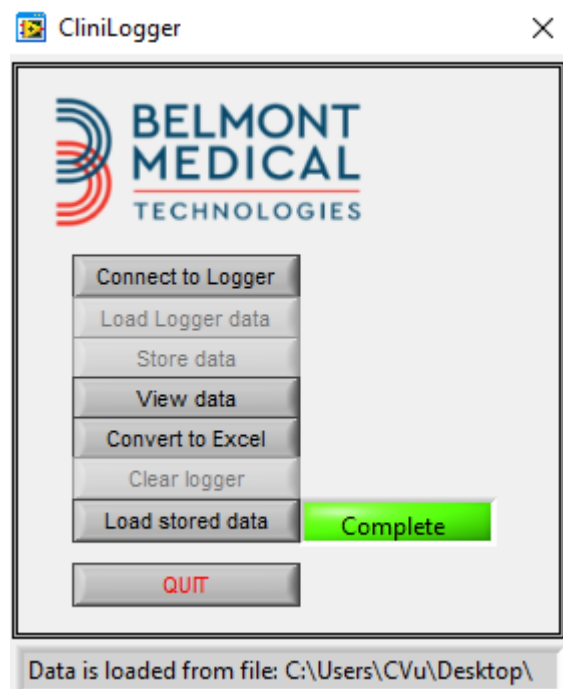 CliniLogger
BELMONT
MEDICAL
TECHNOLOGIES
Connect to Logger
Load Logger data
Store data
View data
Convert to Excel
Clear logger
Load stored data
Complete
QUIT
Data is loaded from file: C:\Users\CVu\Desktop\